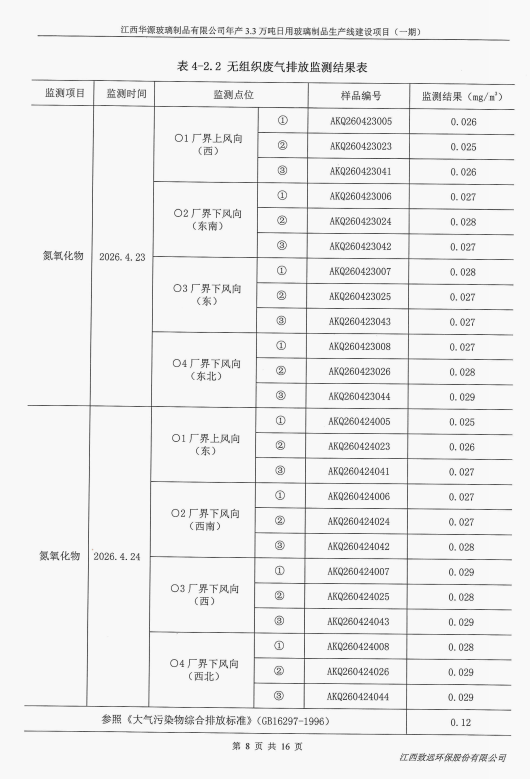 江西华源玻璃制品有限公司年产 3.3 万吨日用玻璃制品生产线建设项目（一期）
表 4-2.2 无组织废气排放监测结果表
监测项目 监测时间 监测点位 样品编号 监测结果（mg/m³）
氮氧化物 2026.4.23
○1 厂界上风向
（西）
① AKQ260423005 0.026
② AKQ260423023 0.025
③ AKQ260423041 0.026
○2 厂界下风向
（东南）
① AKQ260423006 0.027
② AKQ260423024 0.028
③ AKQ260423042 0.027
○3 厂界下风向
（东）
① AKQ260423007 0.028
② AKQ260423025 0.027
③ AKQ260423043 0.027
○4 厂界下风向
（东北）
① AKQ260423008 0.027
② AKQ260423026 0.028
③ AKQ260423044 0.029
氮氧化物 2026.4.24
○1 厂界上风向
（东）
① AKQ260424005 0.025
② AKQ260424023 0.026
③ AKQ260424041 0.027
○2 厂界下风向
（西南）
① AKQ260424006 0.027
② AKQ260424024 0.027
③ AKQ260424042 0.028
○3 厂界下风向
（西）
① AKQ260424007 0.029
② AKQ260424025 0.028
③ AKQ260424043 0.029
○4 厂界下风向
（西北）
① AKQ260424008 0.028
② AKQ260424026 0.029
③ AKQ260424044 0.029
参照《大气污染物综合排放标准》（GB16297-1996） 0.12
第 8 页 共 16 页
江西致远环保股份有限公司